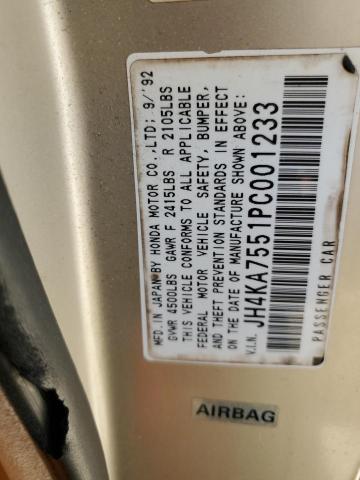 MFD.IN JAPAN BY HONDA MOTOR CO.,LTD; 9/'92
GVWR 4500LBS GAWR F 2415LBS R 2105LBS
THIS VEHICLE CONFORMS TO ALL APPLICABLE
FEDERAL MOTOR VEHICLE SAFETY, BUMPER,
AND THEFT PREVENTION STANDARDS IN EFFECT
ON THE DATE OF MANUFACTURE SHOWN ABOVE:
V.I.N. JH4KA7551PC001233
PASSENGER CAR
AIRBAG